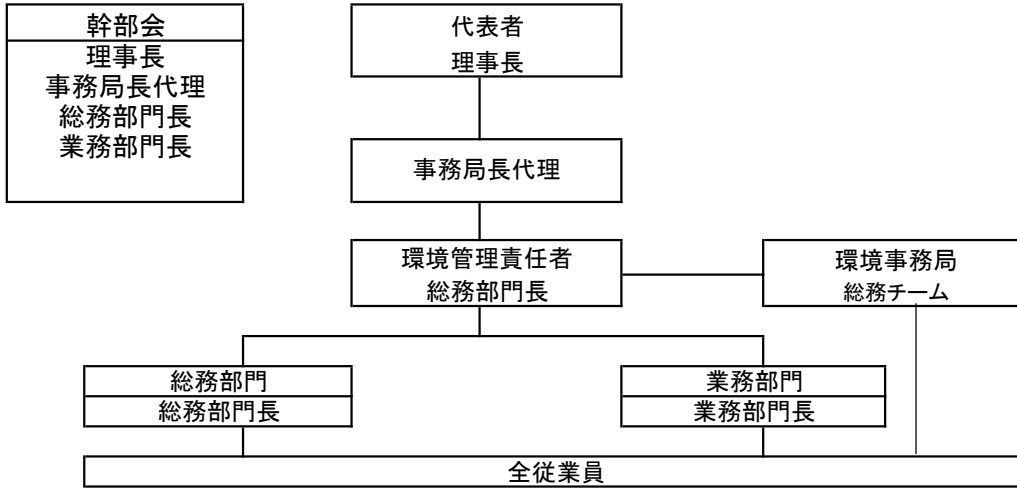 幹部会
理事長
事務局長代理
総務部門長
業務部門長
代表者
理事長
事務局長代理
環境管理責任者
総務部門長
環境事務局
総務チーム
総務部門
総務部門長
業務部門
業務部門長
全従業員